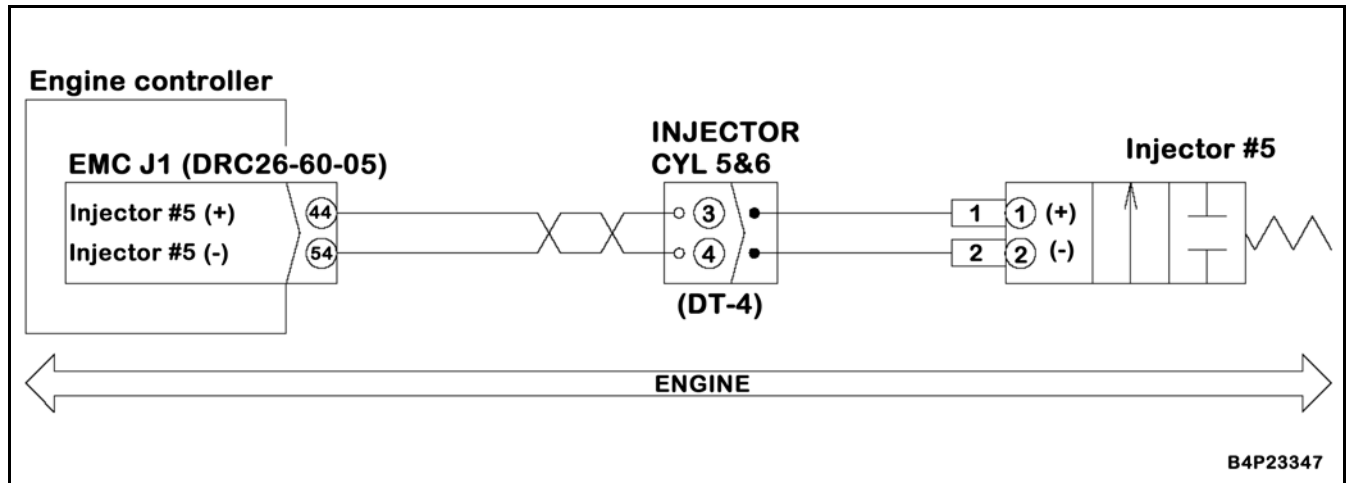 Engine controller
EMC J1 (DRC26-60-05)
Injector #5 (+)
44
Injector #5 (-)
54
INJECTOR
CYL 5&6
3
4
(DT-4)
Injector #5
1
1
(+)
2
2
(-)
ENGINE
B4P23347